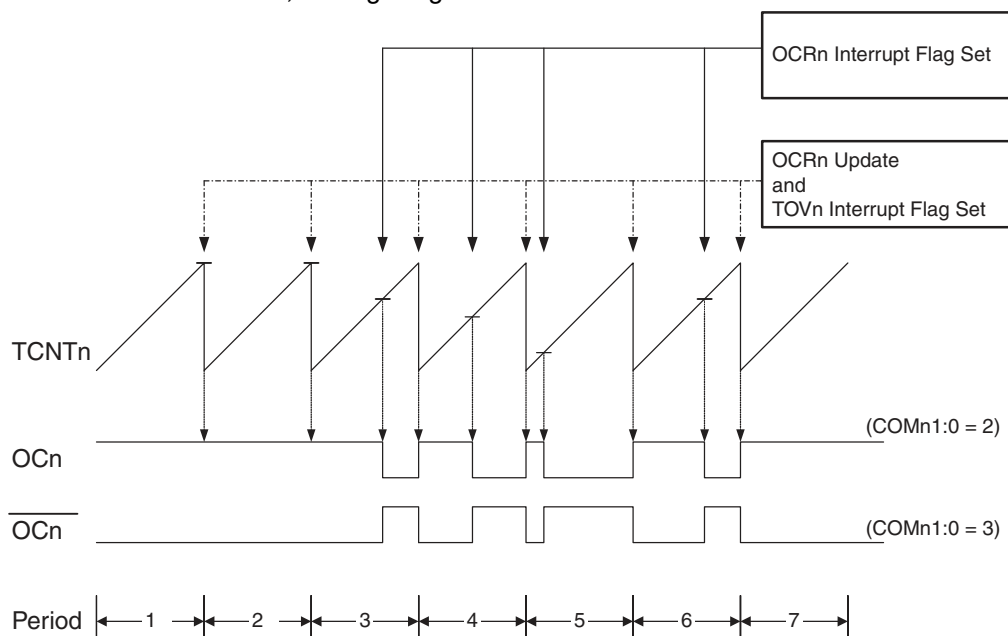 OCRn Interrupt Flag Set
OCRn Update
and
TOVn Interrupt Flag Set
TCNTn
(COMn1:0 = 2)
OCn
OCn
(COMn1:0 = 3)
Period 1 2 3 4 5 6 7